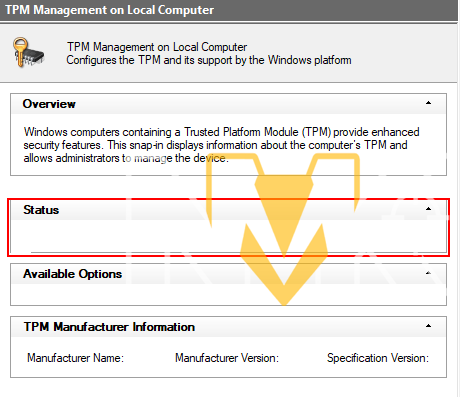 TPM Management on Local Computer
TPM Management on Local Computer
Configures the TPM and its support by the Windows platform
Overview
Windows computers containing a Trusted Platform Module (TPM) provide enhanced
security features. This snap-in displays information about the computer's TPM and
allows administrators to manage the device.
Status
Available Options
TPM Manufacturer Information
Manufacturer Name: Manufacturer Version: Specification Version: